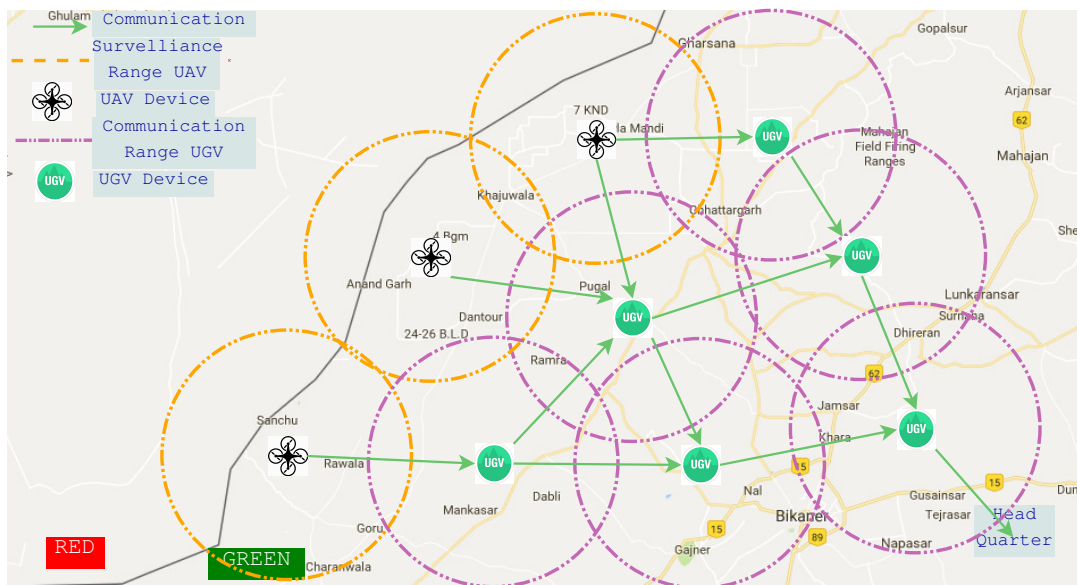 Ghulam
Communication
Survelliance
Range UAV
UAV Device
Communication
Range UGV
UGV
UGV Device
Gharsana
Gopalsur
Arjansar
62
Mahajan
7 KND
la Mandi
UGV
Mahajan
Field Firing
Ranges
Khajuwala
Chhattargarh
She
4 Bgm
UGV
Anand Garh
Pugal
Lunkaransar
Surnana
Dantour
UGV
Dhireran
24-26 B.L.D
Ramra
62
Jamsar
Sanchu
Khara
UGV
Rawala
UGV
UGV
15
Nal
15
Dun
Dabli
Gusainsar
Mankasar
Bikaner
Tejrasar
Head
Quarter
Goru
15
89
Napasar
Gajner
RED
GREEN
Charanwala